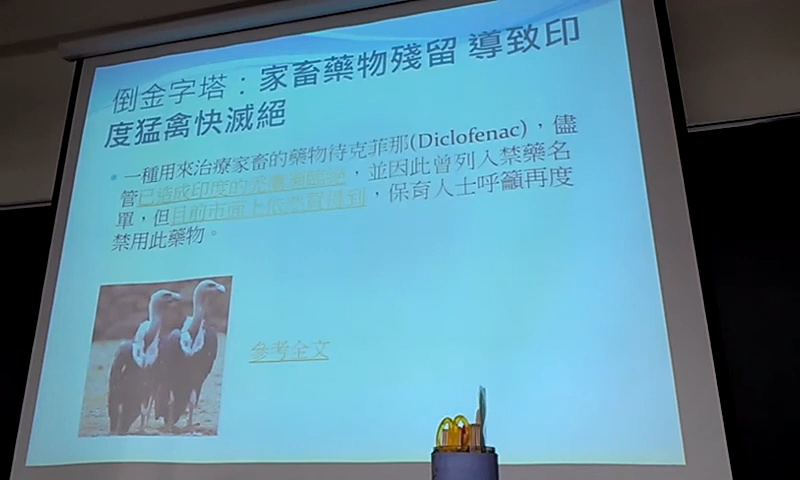 倒金字塔：家畜藥物殘留 導致印
度猛禽快滅絕
一種用來治療家畜的藥物待克菲那(Diclofenac)，儘
管已造成印度的禿鷹瀕臨絕，並因此曾列入禁藥名
單，但目前市面上依然買得到，保育人士呼籲再度
禁用此藥物。
參考全文